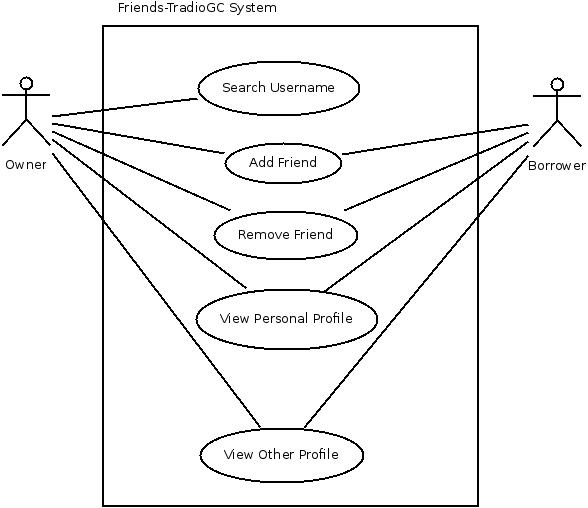 Friends-TradioGC System
Search Username
Owner
Add Friend
Borrower
Remove Friend
View Personal Profile
View Other Profile